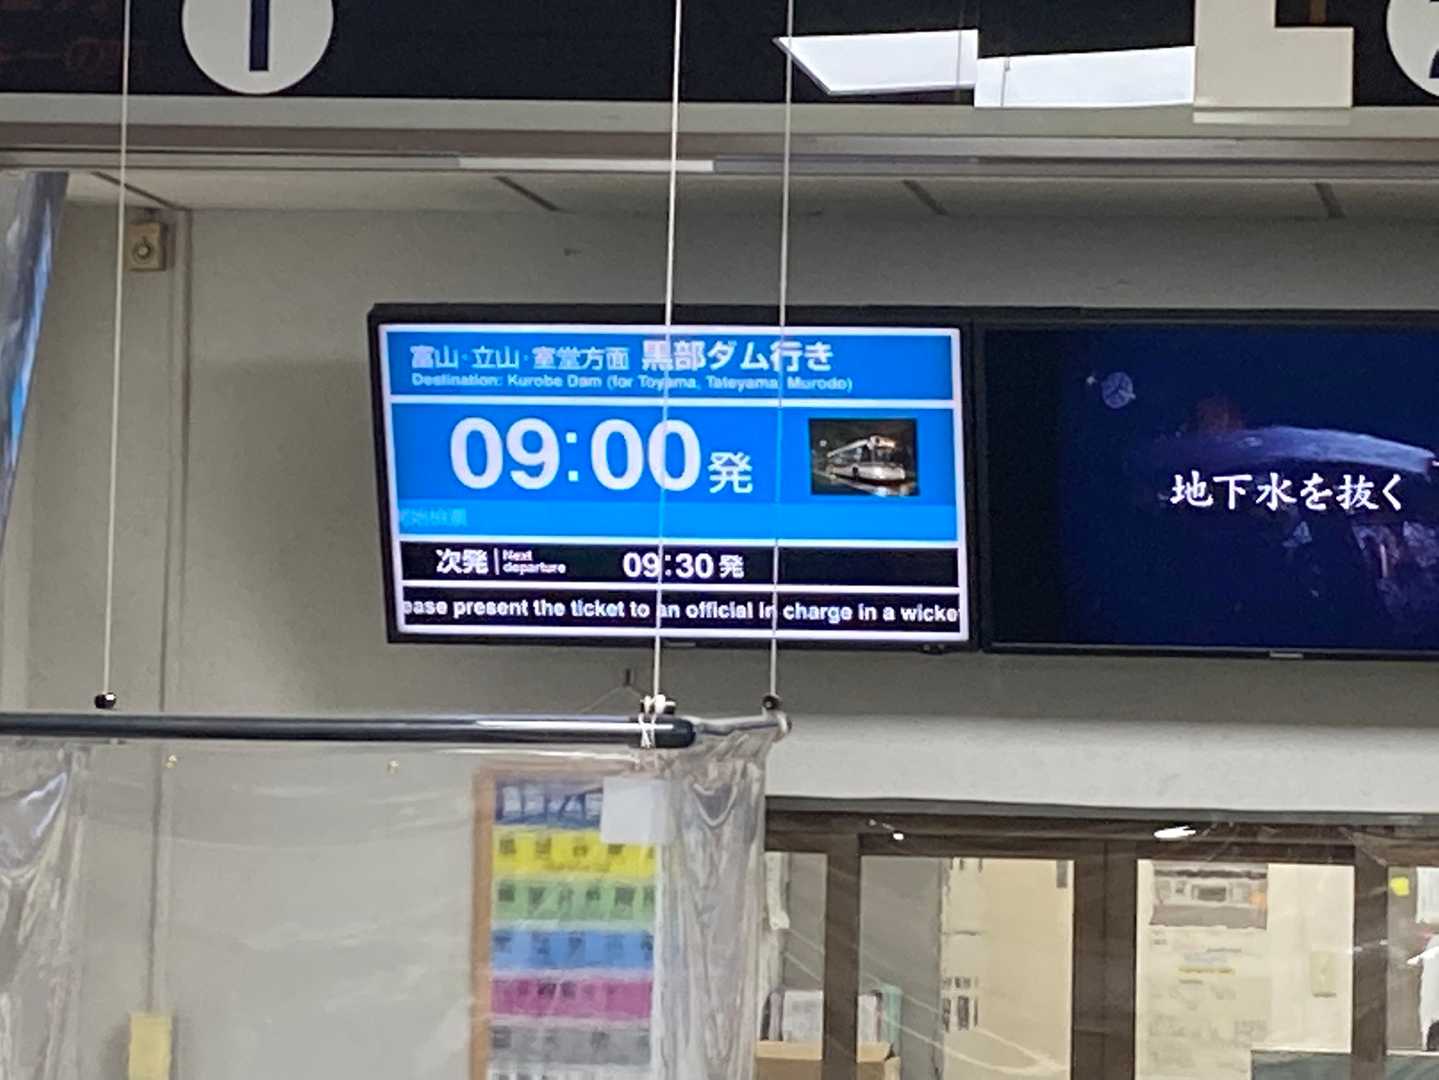 1
富山・立山・室堂方面 黒部ダム行き
Destination: Kurobe Dam (for Toyama, Tateyama, Murodo)
09:00発
次発 Next departure 09:30発
ease present the ticket to an official in charge in a wicke
地下水を抜く